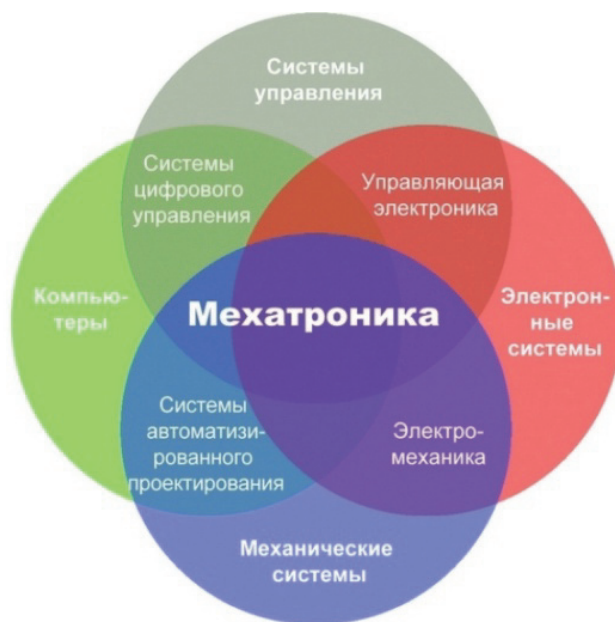 Системы
управления
Системы
цифрового
управления
Управляющая
электроника
Компью-
теры
Мехатроника
Электрон-
ные
системы
Системы
автоматизи-
рованного
проектирования
Электро-
механика
Механические
системы